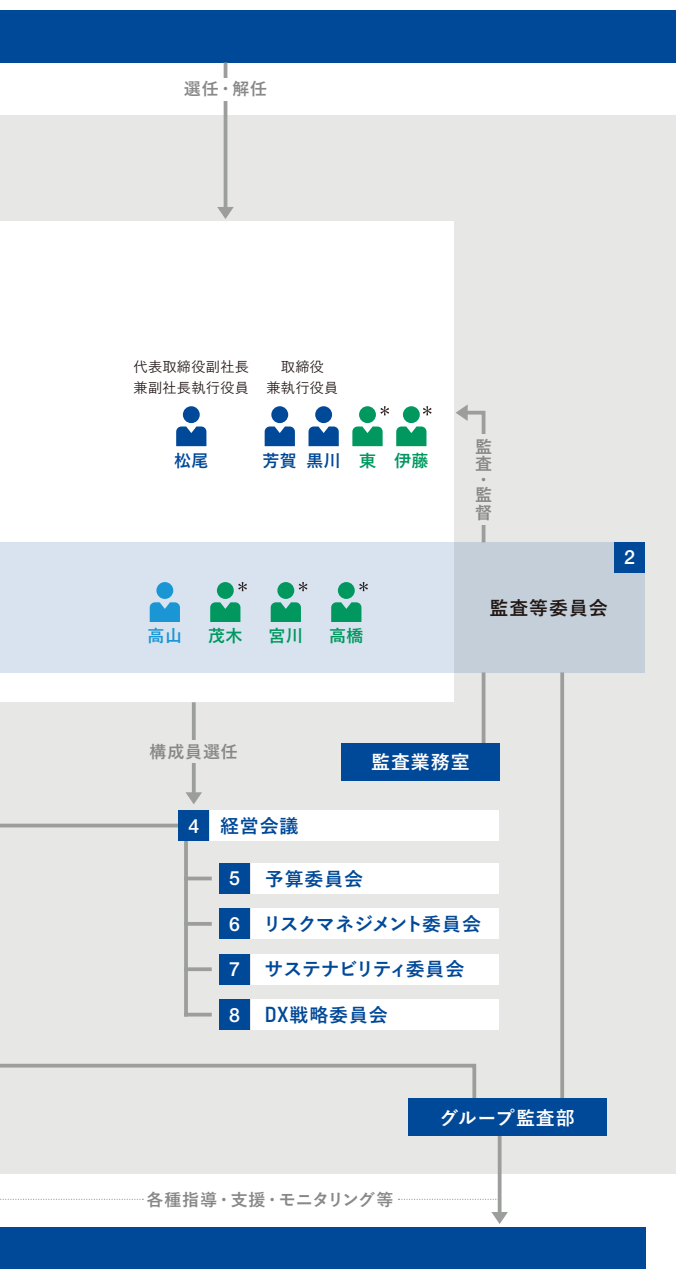 選任・解任
代表取締役副社長
兼副社長執行役員
取締役
兼執行役員
* *
松尾 芳賀 黒川 東 伊藤
監査・監督
2
* * *
高山 茂木 宮川 高橋
監査等委員会
構成員選任
監査業務室
4 経営会議
5 予算委員会
6 リスクマネジメント委員会
7 サステナビリティ委員会
8 DX戦略委員会
グループ監査部
各種指導・支援・モニタリング等